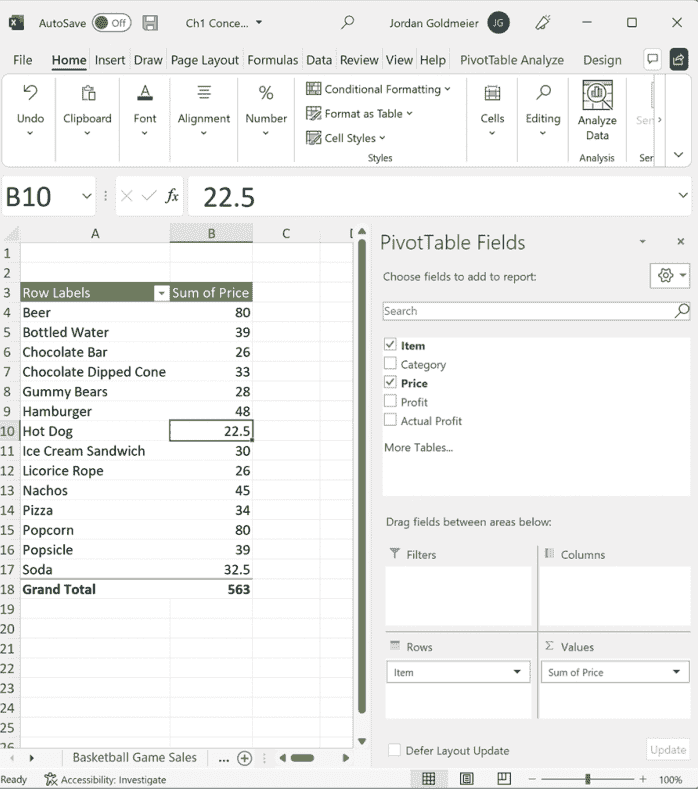 AutoSave Off Ch1 Conce... Jordan Goldmeier JG
File Home Insert Draw Page Layout Formulas Data Review View Help PivotTable Analyze Design
Undo Clipboard Font Alignment Number
Conditional Formatting
Format as Table
Cell Styles
Styles
Cells Editing Analyze Data
Analysis
B10 fx 22.5
A B C
1
2
3 Row Labels Sum of Price
4 Beer 80
5 Bottled Water 39
6 Chocolate Bar 26
7 Chocolate Dipped Cone 33
8 Gummy Bears 28
9 Hamburger 48
10 Hot Dog 22.5
11 Ice Cream Sandwich 30
12 Licorice Rope 26
13 Nachos 45
14 Pizza 34
15 Popcorn 80
16 Popsicle 39
17 Soda 32.5
18 Grand Total 563
19
20
21
22
23
24
25
26
Basketball Game Sales ...
Ready Accessibility: Investigate 100%
PivotTable Fields
Choose fields to add to report:
Search
Item
Category
Price
Profit
Actual Profit
More Tables...
Drag fields between areas below:
Filters
Columns
Rows
Σ Values
Item
Sum of Price
Defer Layout Update
Update